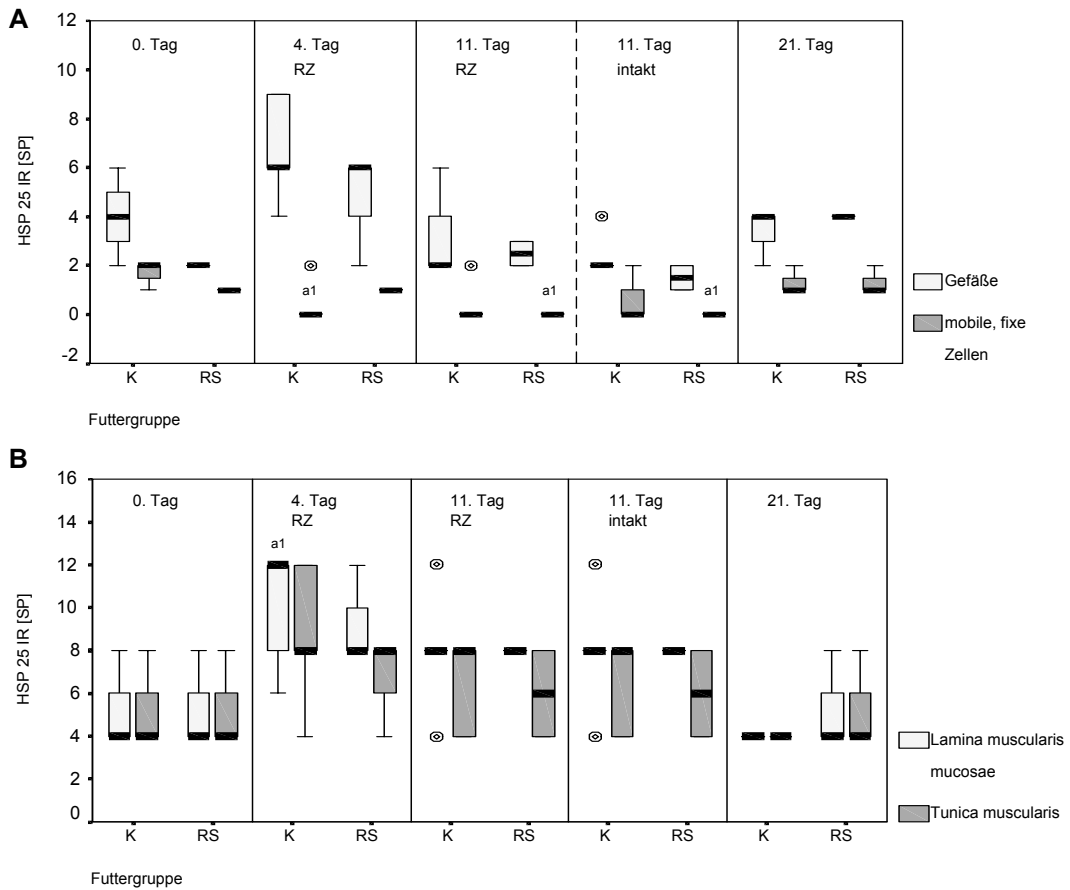 A
12
10
8
6
4
2
0
-2
HSP 25 IR [SP]
0. Tag
4. Tag
RZ
11. Tag
RZ
11. Tag
intakt
21. Tag
a1
a1
a1
K
RS
K
RS
K
RS
K
RS
K
RS
Futtergruppe
Gefäße
mobile, fixe
Zellen
B
16
14
12
10
8
6
4
2
0
HSP 25 IR [SP]
0. Tag
4. Tag
RZ
11. Tag
RZ
11. Tag
intakt
21. Tag
a1
K
RS
K
RS
K
RS
K
RS
K
RS
Futtergruppe
Lamina muscularis
mucosae
Tunica muscularis